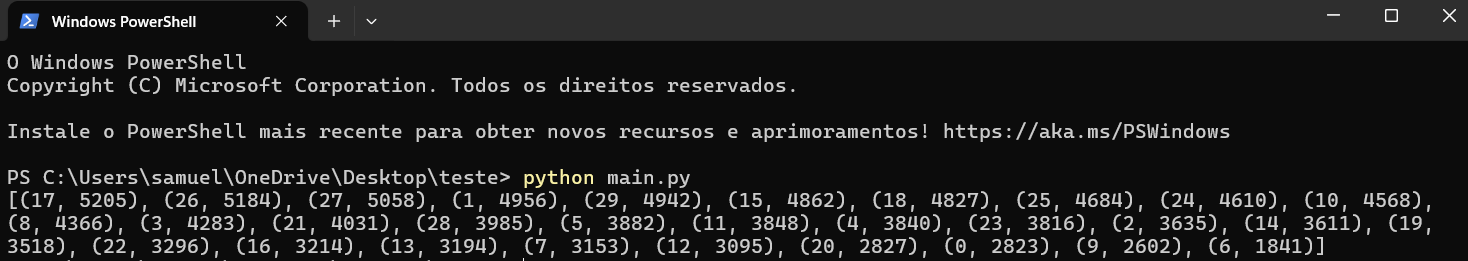 Windows PowerShell
O Windows PowerShell
Copyright (C) Microsoft Corporation. Todos os direitos reservados.
Instale o PowerShell mais recente para obter novos recursos e aprimoramentos! https://aka.ms/PSWindows
PS C:\Users\samuel\OneDrive\Desktop\teste> python main.py
[(17, 5205), (26, 5184), (27, 5058), (1, 4956), (29, 4942), (15, 4862), (18, 4827), (25, 4684), (24, 4610), (10, 4568),
(8, 4366), (3, 4283), (21, 4031), (28, 3985), (5, 3882), (11, 3848), (4, 3840), (23, 3816), (2, 3635), (14, 3611), (19,
3518), (22, 3296), (16, 3214), (13, 3194), (7, 3153), (12, 3095), (20, 2827), (0, 2823), (9, 2602), (6, 1841)]